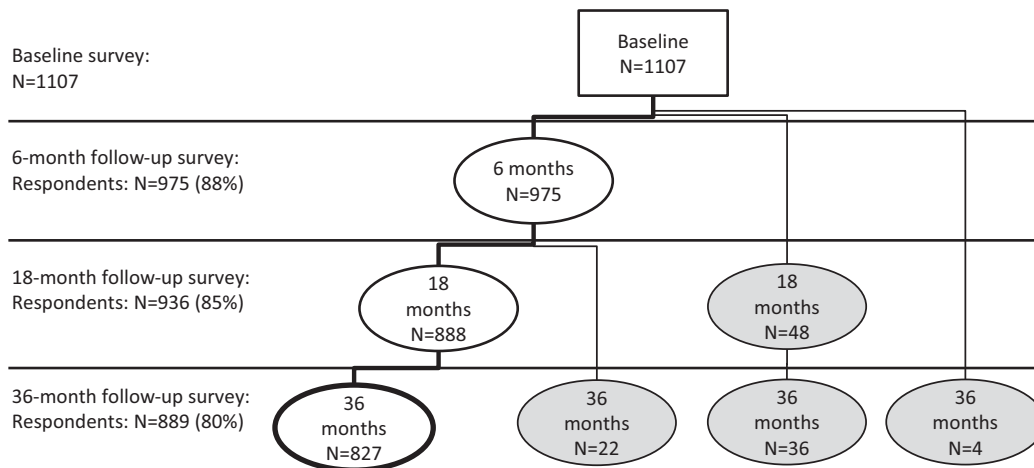 Baseline survey:
N=1107
Baseline
N=1107
6-month follow-up survey:
Respondents: N=975 (88%)
6 months
N=975
18-month follow-up survey:
Respondents: N=936 (85%)
18
months
N=888
18
months
N=48
36-month follow-up survey:
Respondents: N=889 (80%)
36
months
N=827
36
months
N=22
36
months
N=36
36
months
N=4